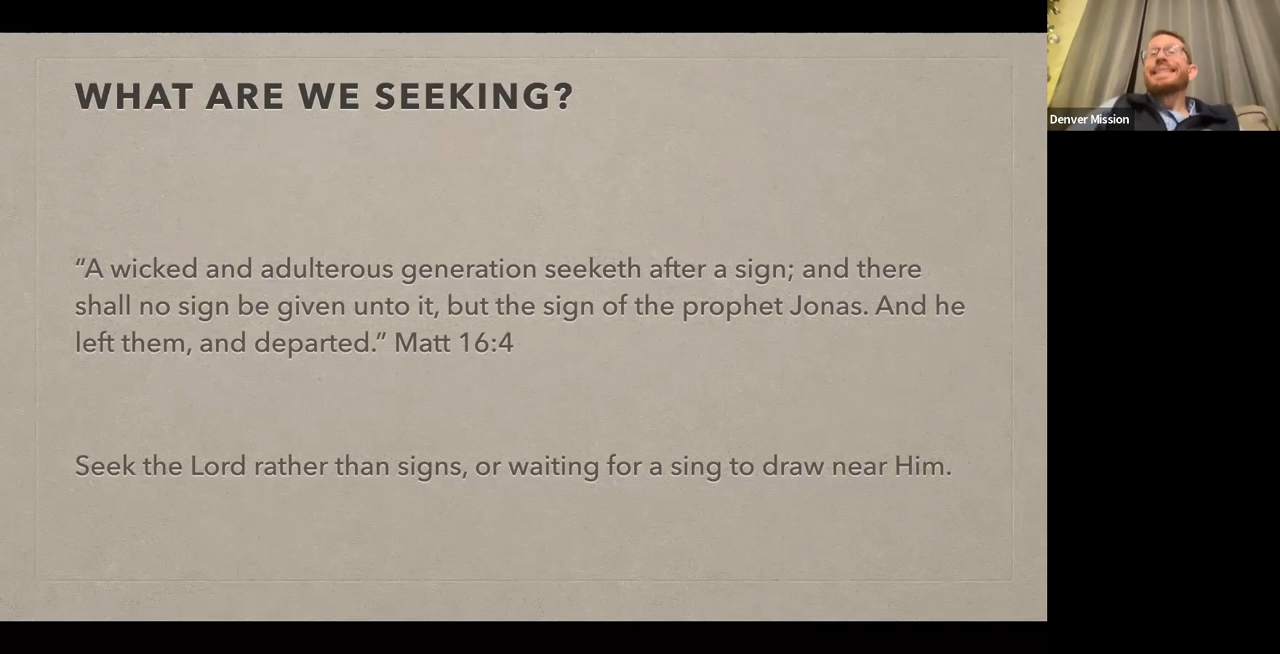 WHAT ARE WE SEEKING?
“A wicked and adulterous generation seeketh after a sign; and there
shall no sign be given unto it, but the sign of the prophet Jonas. And he
left them, and departed.” Matt 16:4
Seek the Lord rather than signs, or waiting for a sing to draw near Him.
Denver Mission